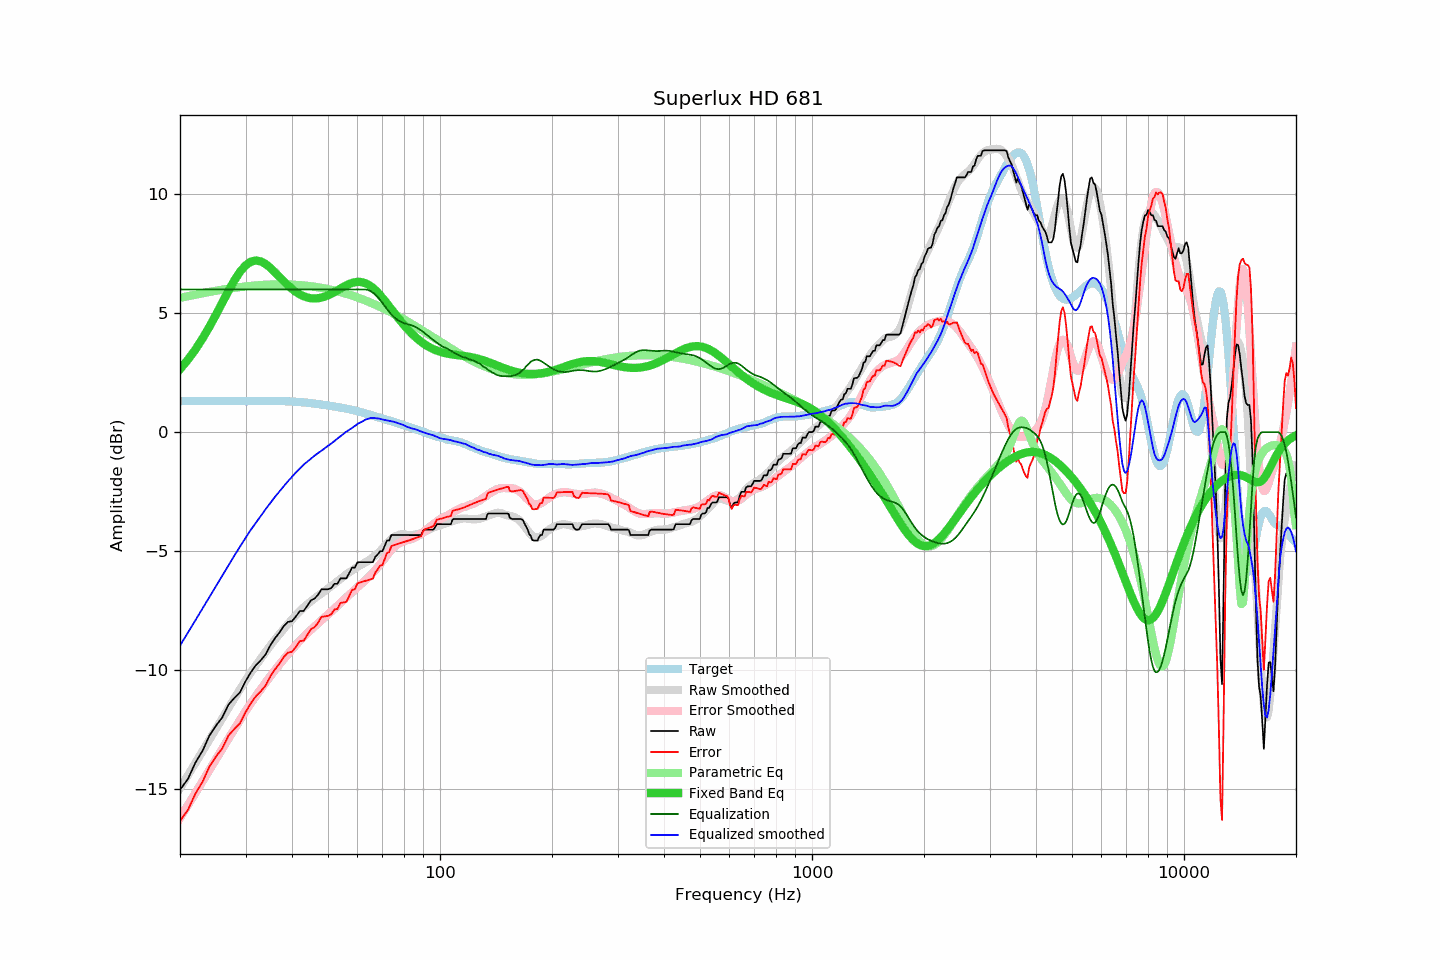 Superlux HD 681
10
5
0
−5
−10
−15
Amplitude (dBr)
Target
Raw Smoothed
Error Smoothed
Raw
Error
Parametric Eq
Fixed Band Eq
Equalization
Equalized smoothed
100
1000
10000
Frequency (Hz)